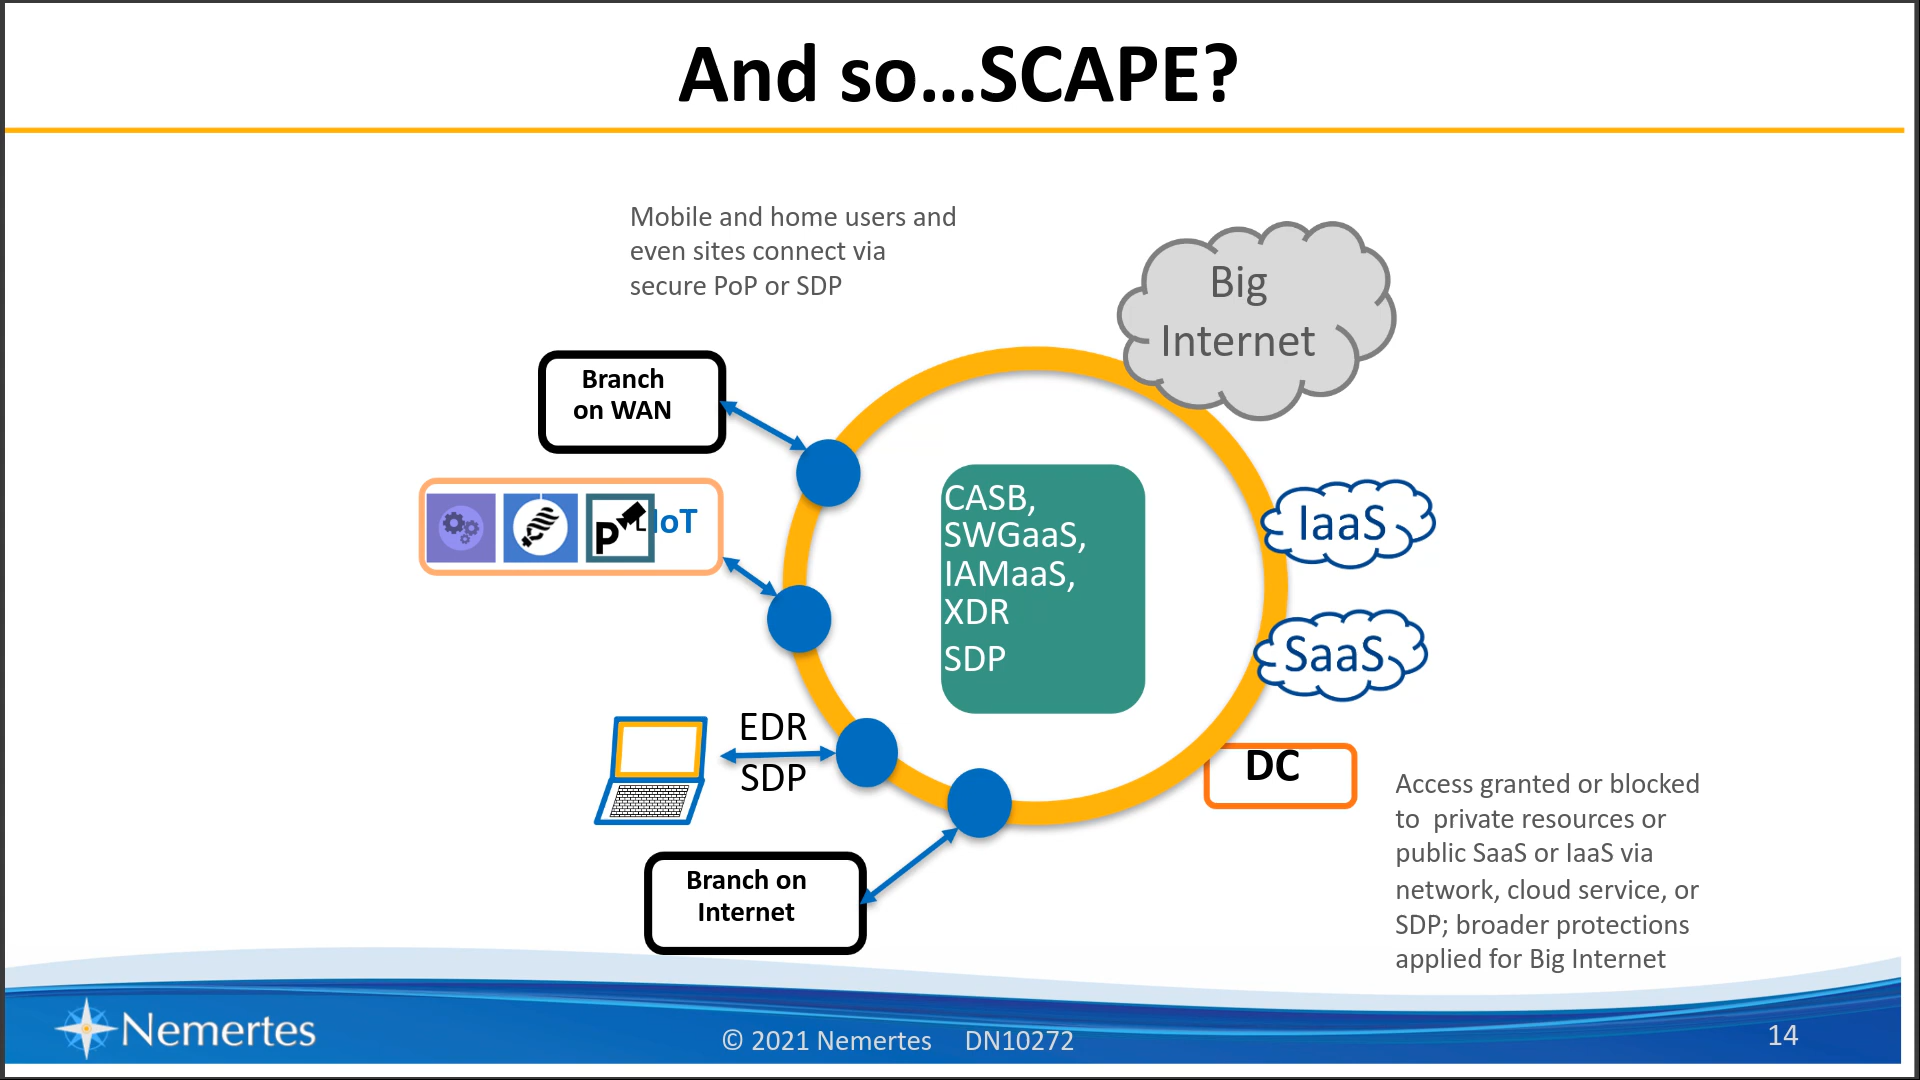 And so...SCAPE?
Mobile and home users and
even sites connect via
secure PoP or SDP
Big
Internet
Branch
on WAN
P
L
IoT
CASB,
SWGaaS,
IAMaaS,
XDR
SDP
IaaS
SaaS
EDR
SDP
DC
Access granted or blocked
to  private resources or
public SaaS or IaaS via
network, cloud service, or
SDP; broader protections
applied for Big Internet
Branch on
Internet
Nemertes
© 2021 Nemertes DN10272
14